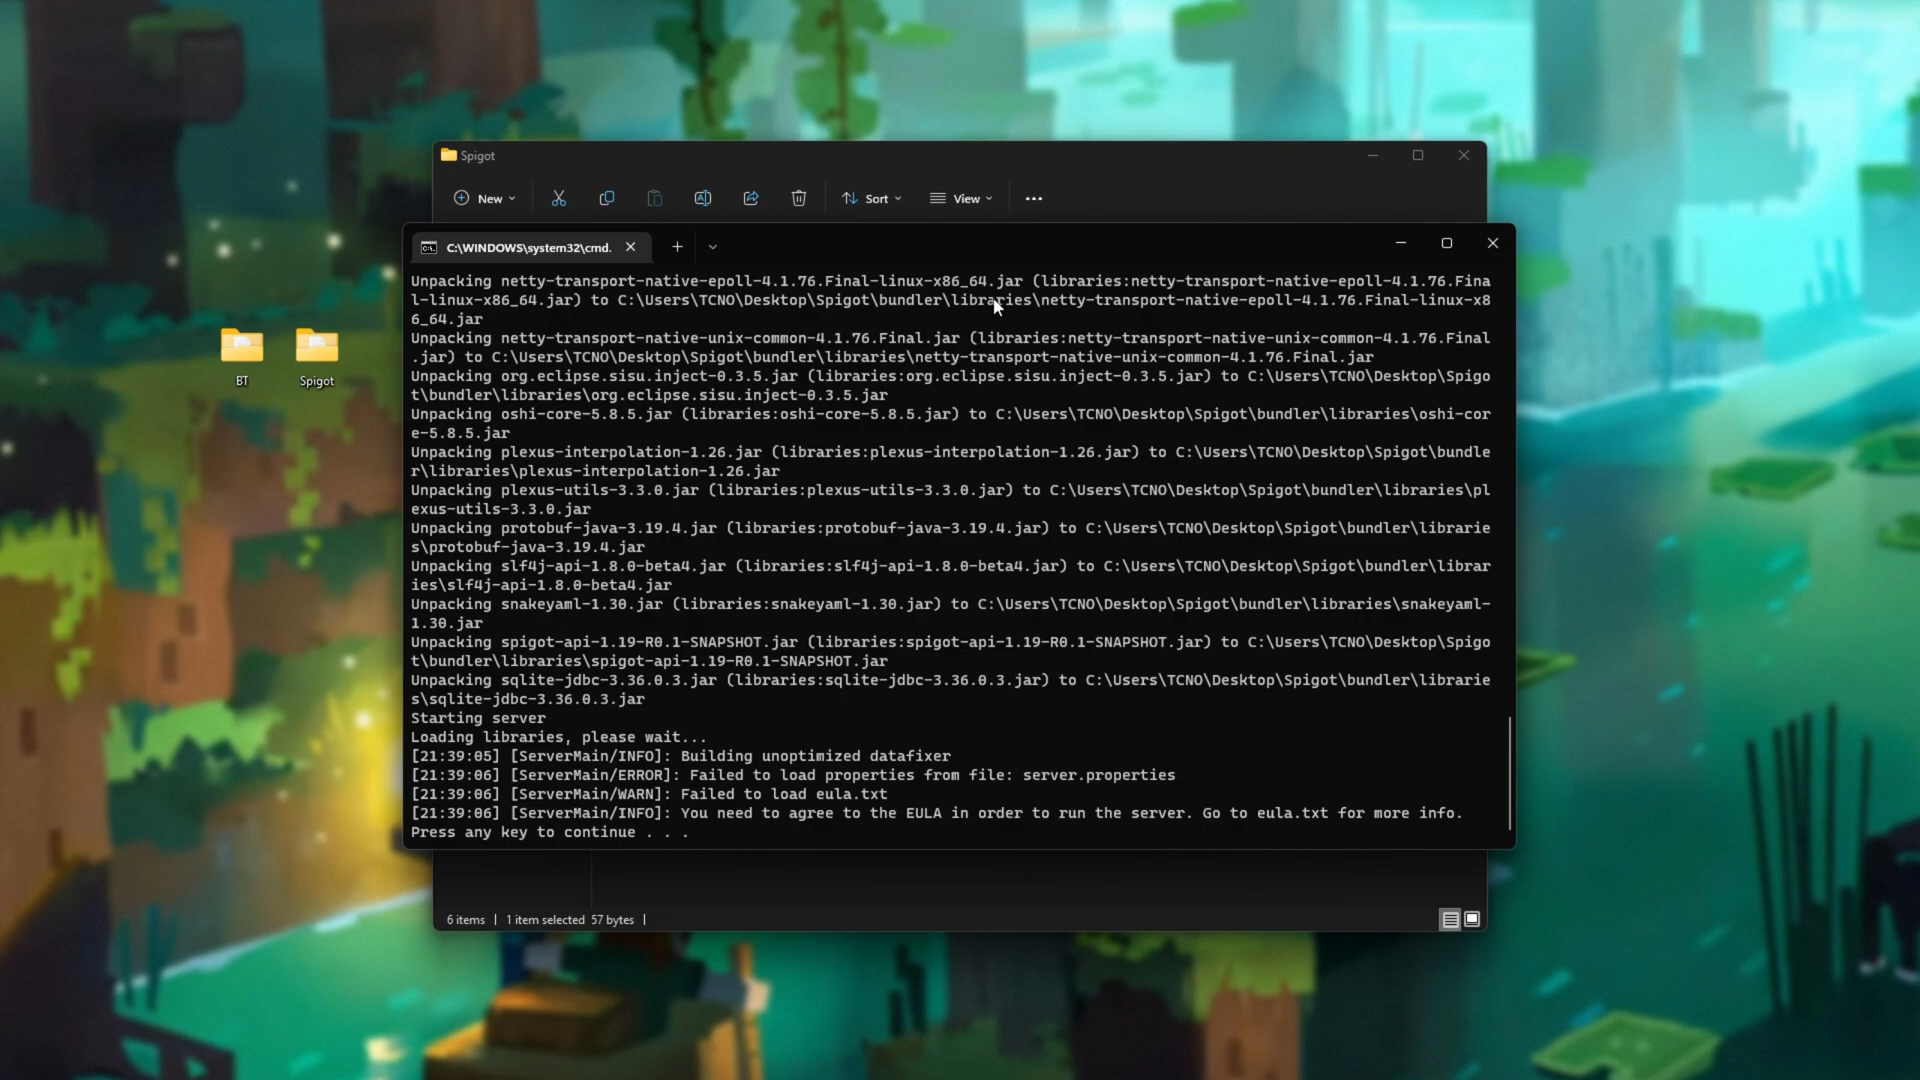 Spigot
New
Sort
View
C:\WINDOWS\system32\cmd.
Unpacking netty-transport-native-epoll-4.1.76.Final-linux-x86_64.jar (libraries:netty-transport-native-epoll-4.1.76.Fina
l-linux-x86_64.jar) to C:\Users\TCNO\Desktop\Spigot\bundler\libraries\netty-transport-native-epoll-4.1.76.Final-linux-x8
6_64.jar
Unpacking netty-transport-native-unix-common-4.1.76.Final.jar (libraries:netty-transport-native-unix-common-4.1.76.Final
.jar) to C:\Users\TCNO\Desktop\Spigot\bundler\libraries\netty-transport-native-unix-common-4.1.76.Final.jar
Unpacking org.eclipse.sisu.inject-0.3.5.jar (libraries:org.eclipse.sisu.inject-0.3.5.jar) to C:\Users\TCNO\Desktop\Spigo
t\bundler\libraries\org.eclipse.sisu.inject-0.3.5.jar
Unpacking oshi-core-5.8.5.jar (libraries:oshi-core-5.8.5.jar) to C:\Users\TCNO\Desktop\Spigot\bundler\libraries\oshi-cor
e-5.8.5.jar
Unpacking plexus-interpolation-1.26.jar (libraries:plexus-interpolation-1.26.jar) to C:\Users\TCNO\Desktop\Spigot\bundle
r\libraries\plexus-interpolation-1.26.jar
Unpacking plexus-utils-3.3.0.jar (libraries:plexus-utils-3.3.0.jar) to C:\Users\TCNO\Desktop\Spigot\bundler\libraries\pl
exus-utils-3.3.0.jar
Unpacking protobuf-java-3.19.4.jar (libraries:protobuf-java-3.19.4.jar) to C:\Users\TCNO\Desktop\Spigot\bundler\librarie
s\protobuf-java-3.19.4.jar
Unpacking slf4j-api-1.8.0-beta4.jar (libraries:slf4j-api-1.8.0-beta4.jar) to C:\Users\TCNO\Desktop\Spigot\bundler\librar
ies\slf4j-api-1.8.0-beta4.jar
Unpacking snakeyaml-1.30.jar (libraries:snakeyaml-1.30.jar) to C:\Users\TCNO\Desktop\Spigot\bundler\libraries\snakeyaml-
1.30.jar
Unpacking spigot-api-1.19-R0.1-SNAPSHOT.jar (libraries:spigot-api-1.19-R0.1-SNAPSHOT.jar) to C:\Users\TCNO\Desktop\Spigo
t\bundler\libraries\spigot-api-1.19-R0.1-SNAPSHOT.jar
Unpacking sqlite-jdbc-3.36.0.3.jar (libraries:sqlite-jdbc-3.36.0.3.jar) to C:\Users\TCNO\Desktop\Spigot\bundler\librarie
s\sqlite-jdbc-3.36.0.3.jar
Starting server
Loading libraries, please wait...
[21:39:05] [ServerMain/INFO]: Building unoptimized datafixer
[21:39:06] [ServerMain/ERROR]: Failed to load properties from file: server.properties
[21:39:06] [ServerMain/WARN]: Failed to load eula.txt
[21:39:06] [ServerMain/INFO]: You need to agree to the EULA in order to run the server. Go to eula.txt for more info.
Press any key to continue . . .
BT
Spigot
6 items | 1 item selected 57 bytes |